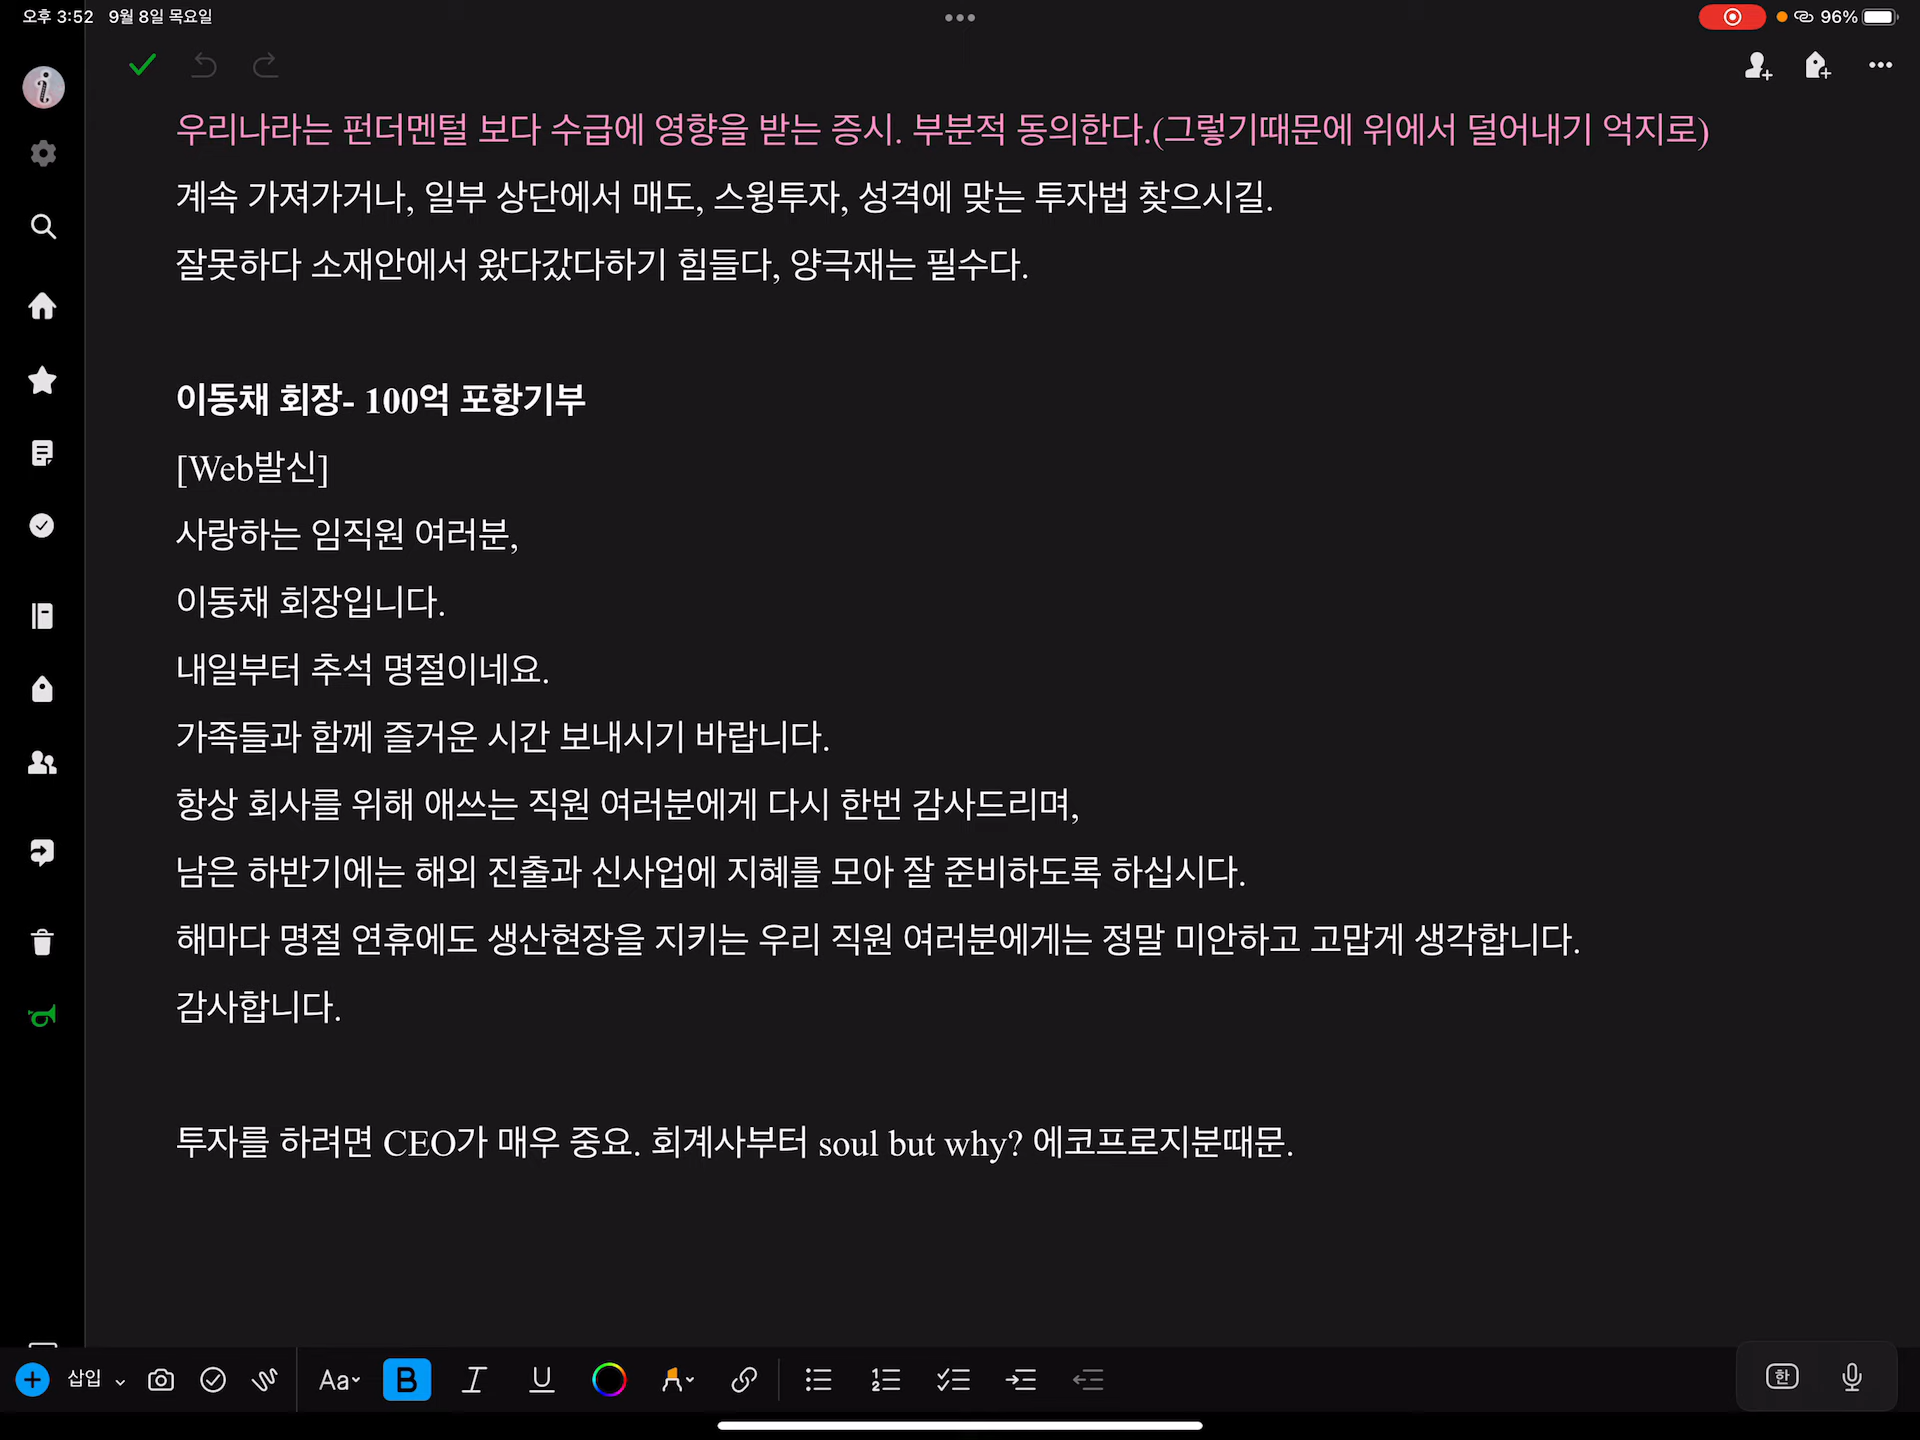 오후 3:52 9월 8일 목요일
96%
우리나라는 펀더멘털 보다 수급에 영향을 받는 증시. 부분적 동의한다.(그렇기때문에 위에서 덜어내기 억지로)
계속 가져가거나, 일부 상단에서 매도, 스윙투자, 성격에 맞는 투자법 찾으시길.
잘못하다 소재안에서 왔다갔다하기 힘들다, 양극재는 필수다.
이동채 회장- 100억 포항기부
[Web발신]
사랑하는 임직원 여러분,
이동채 회장입니다.
내일부터 추석 명절이네요.
가족들과 함께 즐거운 시간 보내시기 바랍니다.
항상 회사를 위해 애쓰는 직원 여러분에게 다시 한번 감사드리며,
남은 하반기에는 해외 진출과 신사업에 지혜를 모아 잘 준비하도록 하십시다.
해마다 명절 연휴에도 생산현장을 지키는 우리 직원 여러분에게는 정말 미안하고 고맙게 생각합니다.
감사합니다.
투자를 하려면 CEO가 매우 중요. 회계사부터 soul but why? 에코프로지분때문.
삽입 Aa B I U 한